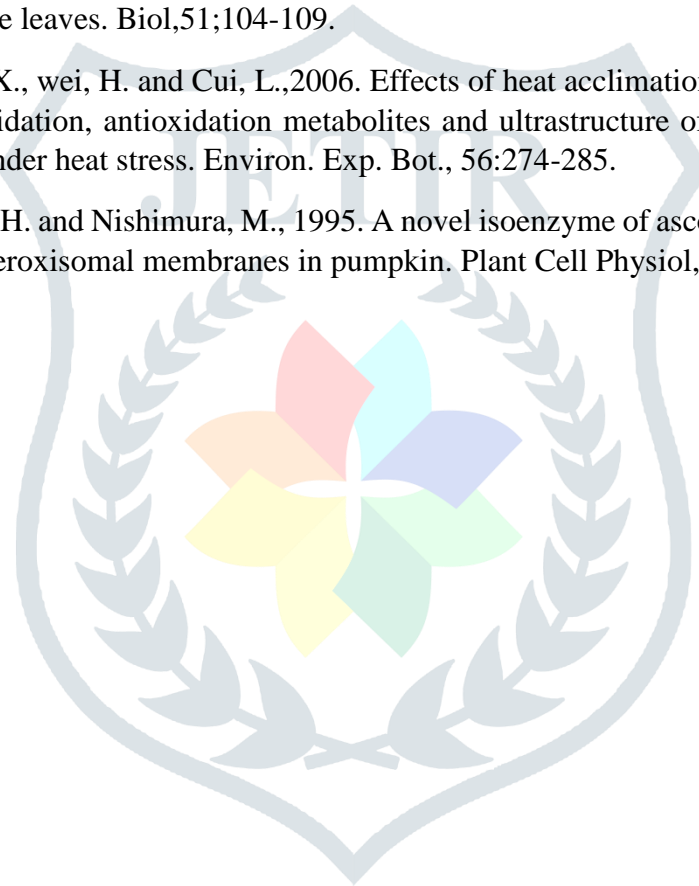 e leaves. Biol,51;104-109.
X., wei, H. and Cui, L.,2006. Effects of heat acclimation
idation, antioxidation metabolites and ultrastructure of
nder heat stress. Environ. Exp. Bot., 56:274-285.
H. and Nishimura, M., 1995. A novel isoenzyme of asco
eroxisomal membranes in pumpkin. Plant Cell Physiol,
JETIR